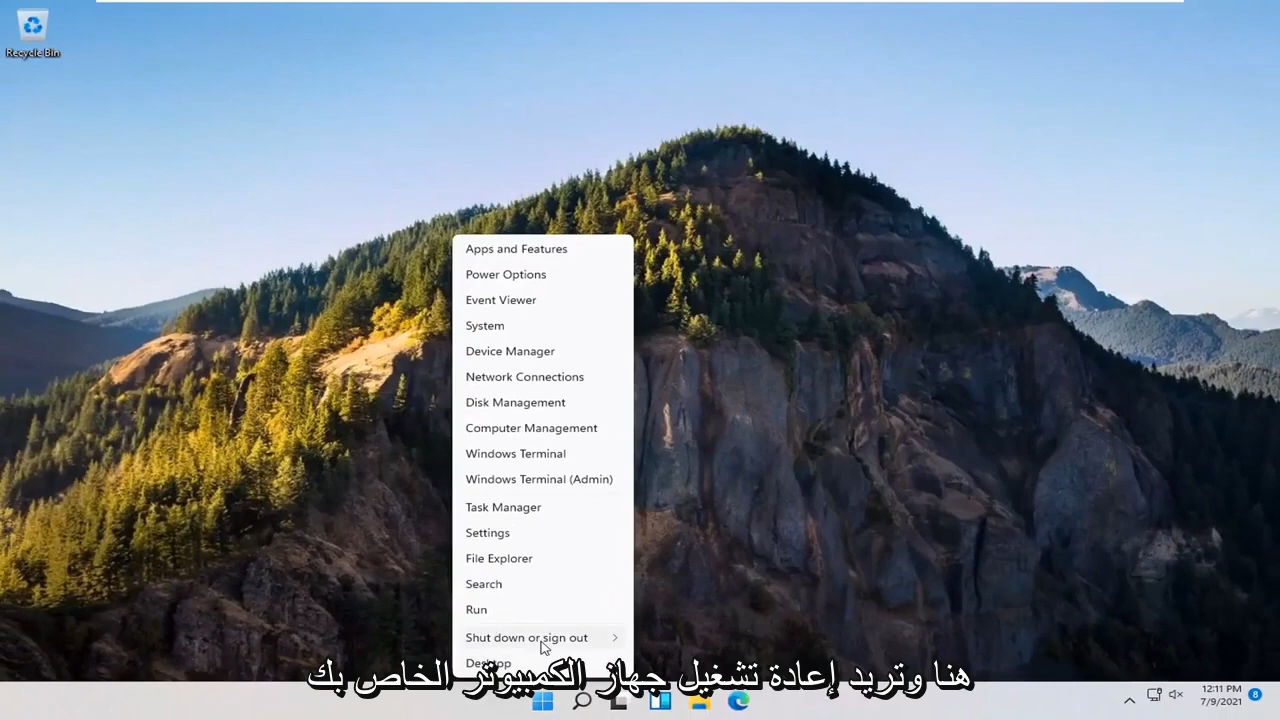 Recycle Bin
Apps and Features
Power Options
Event Viewer
System
Device Manager
Network Connections
Disk Management
Computer Management
Windows Terminal
Windows Terminal (Admin)
Task Manager
Settings
File Explorer
Search
Run
Shut down or sign out
Desktop
هنا وتريد إعادة تشغيل جهاز الكمبيوتر الخاص بك
12:11 PM
7/9/2021
8